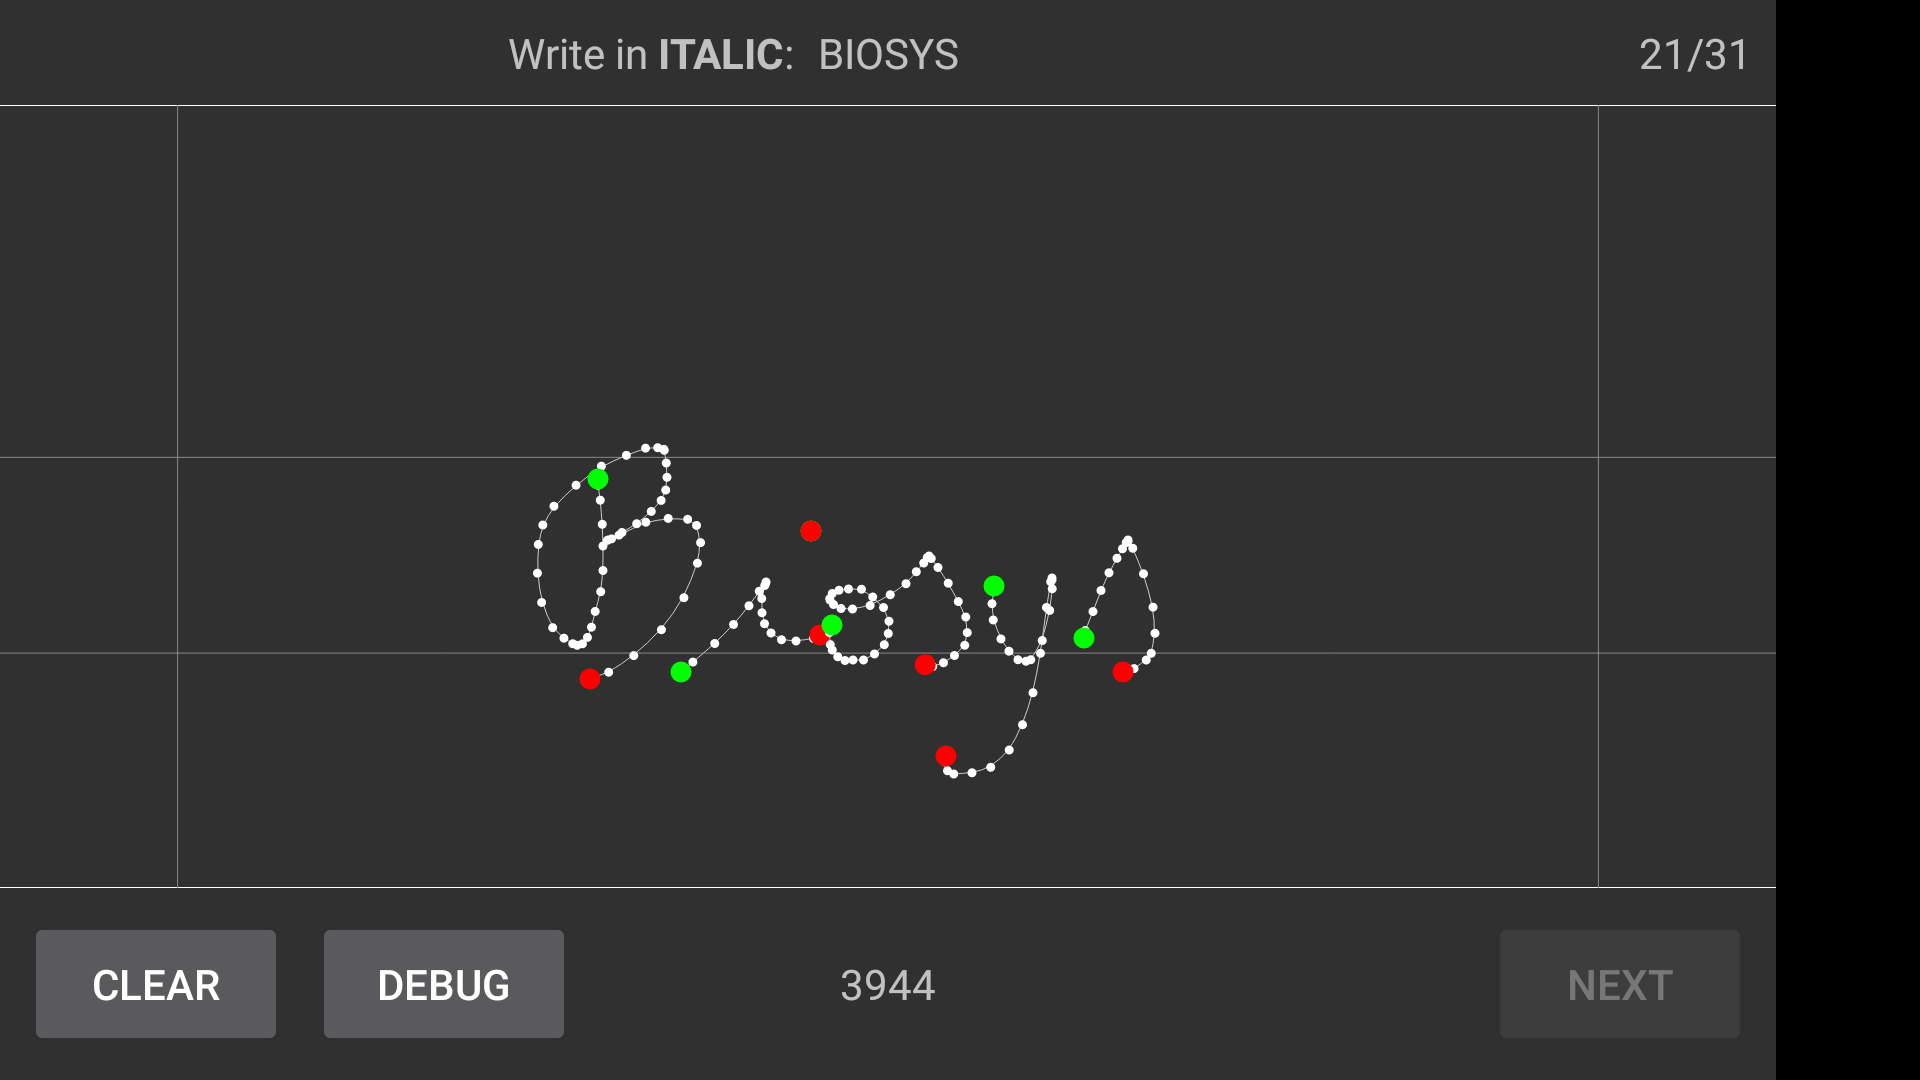 Write in ITALIC: BIOSYS
21/31
Biosys
CLEAR
DEBUG
3944
NEXT